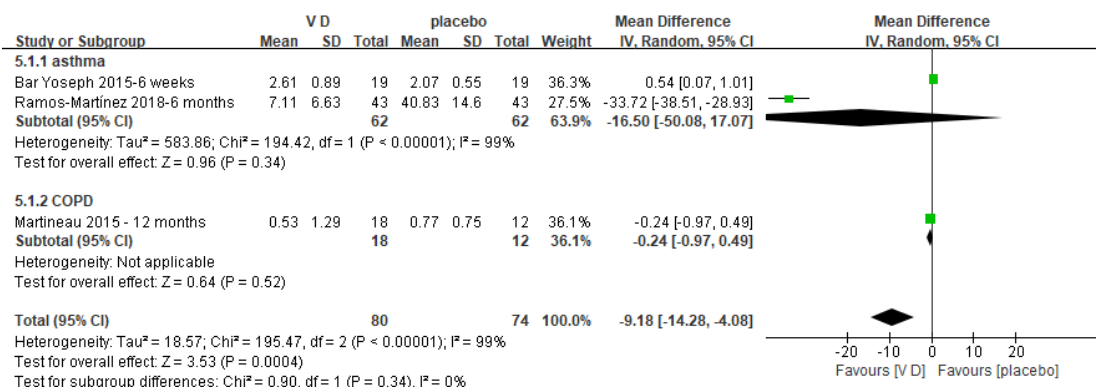 V D placebo Mean Difference Mean Difference
Study or Subgroup Mean SD Total Mean SD Total Weight IV, Random, 95% CI IV, Random, 95% CI
5.1.1 asthma
Bar Yoseph 2015-6 weeks 2.61 0.89 19 2.07 0.55 19 36.3% 0.54 [0.07, 1.01]
Ramos-Martínez 2018-6 months 7.11 6.63 43 40.83 14.6 43 27.5% -33.72 [-38.51, -28.93]
Subtotal (95% CI) 62 62 63.9% -16.50 [-50.08, 17.07]
Heterogeneity: Tau² = 583.86; Chi² = 194.42, df = 1 (P < 0.00001); I² = 99%
Test for overall effect: Z = 0.96 (P = 0.34)
5.1.2 COPD
Martineau 2015 - 12 months 0.53 1.29 18 0.77 0.75 12 36.1% -0.24 [-0.97, 0.49]
Subtotal (95% CI) 18 12 36.1% -0.24 [-0.97, 0.49]
Heterogeneity: Not applicable
Test for overall effect: Z = 0.64 (P = 0.52)
Total (95% CI) 80 74 100.0% -9.18 [-14.28, -4.08]
Heterogeneity: Tau² = 18.57; Chi² = 195.47, df = 2 (P < 0.00001); I² = 99%
Test for overall effect: Z = 3.53 (P = 0.0004)
Test for subgroup differences: Chi² = 0.90, df = 1 (P = 0.34), I² = 0%
-20 -10 0 10 20
Favours [V D] Favours [placebo]